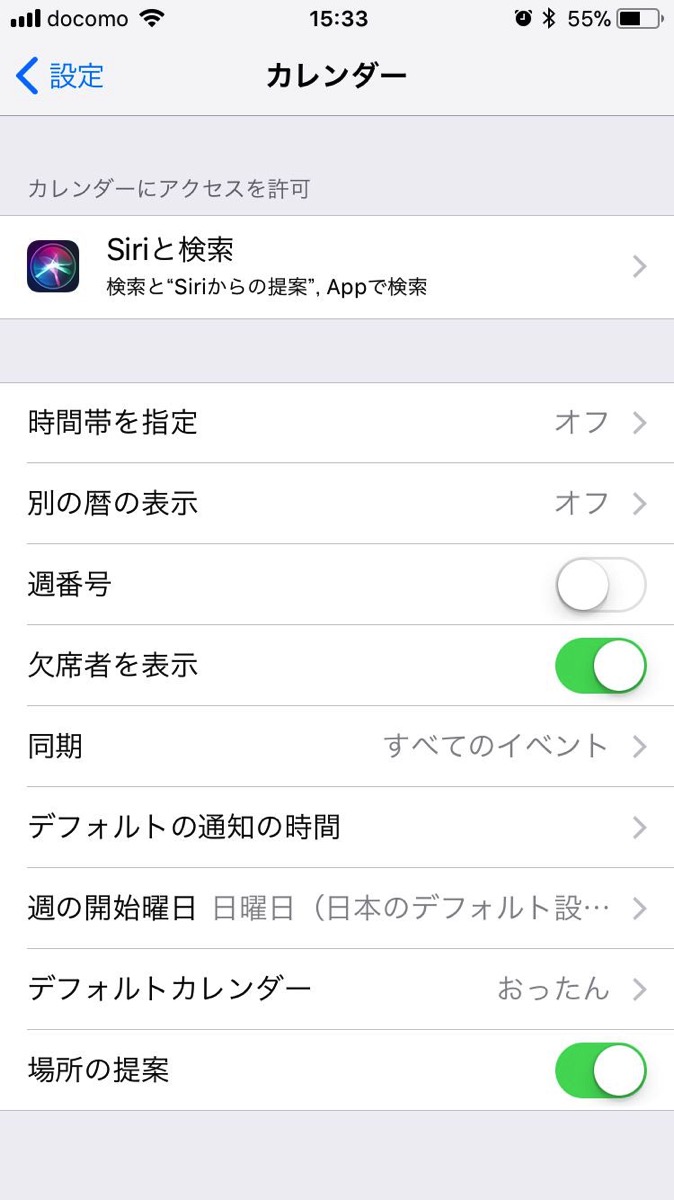 docomo 15:33 55%
設定 カレンダー
カレンダーにアクセスを許可
Siriと検索
検索と“Siriからの提案”, Appで検索
時間帯を指定 オフ
別の暦の表示 オフ
週番号
欠席者を表示
同期 すべてのイベント
デフォルトの通知の時間
週の開始曜日 日曜日（日本のデフォルト設…
デフォルトカレンダー おったん
場所の提案